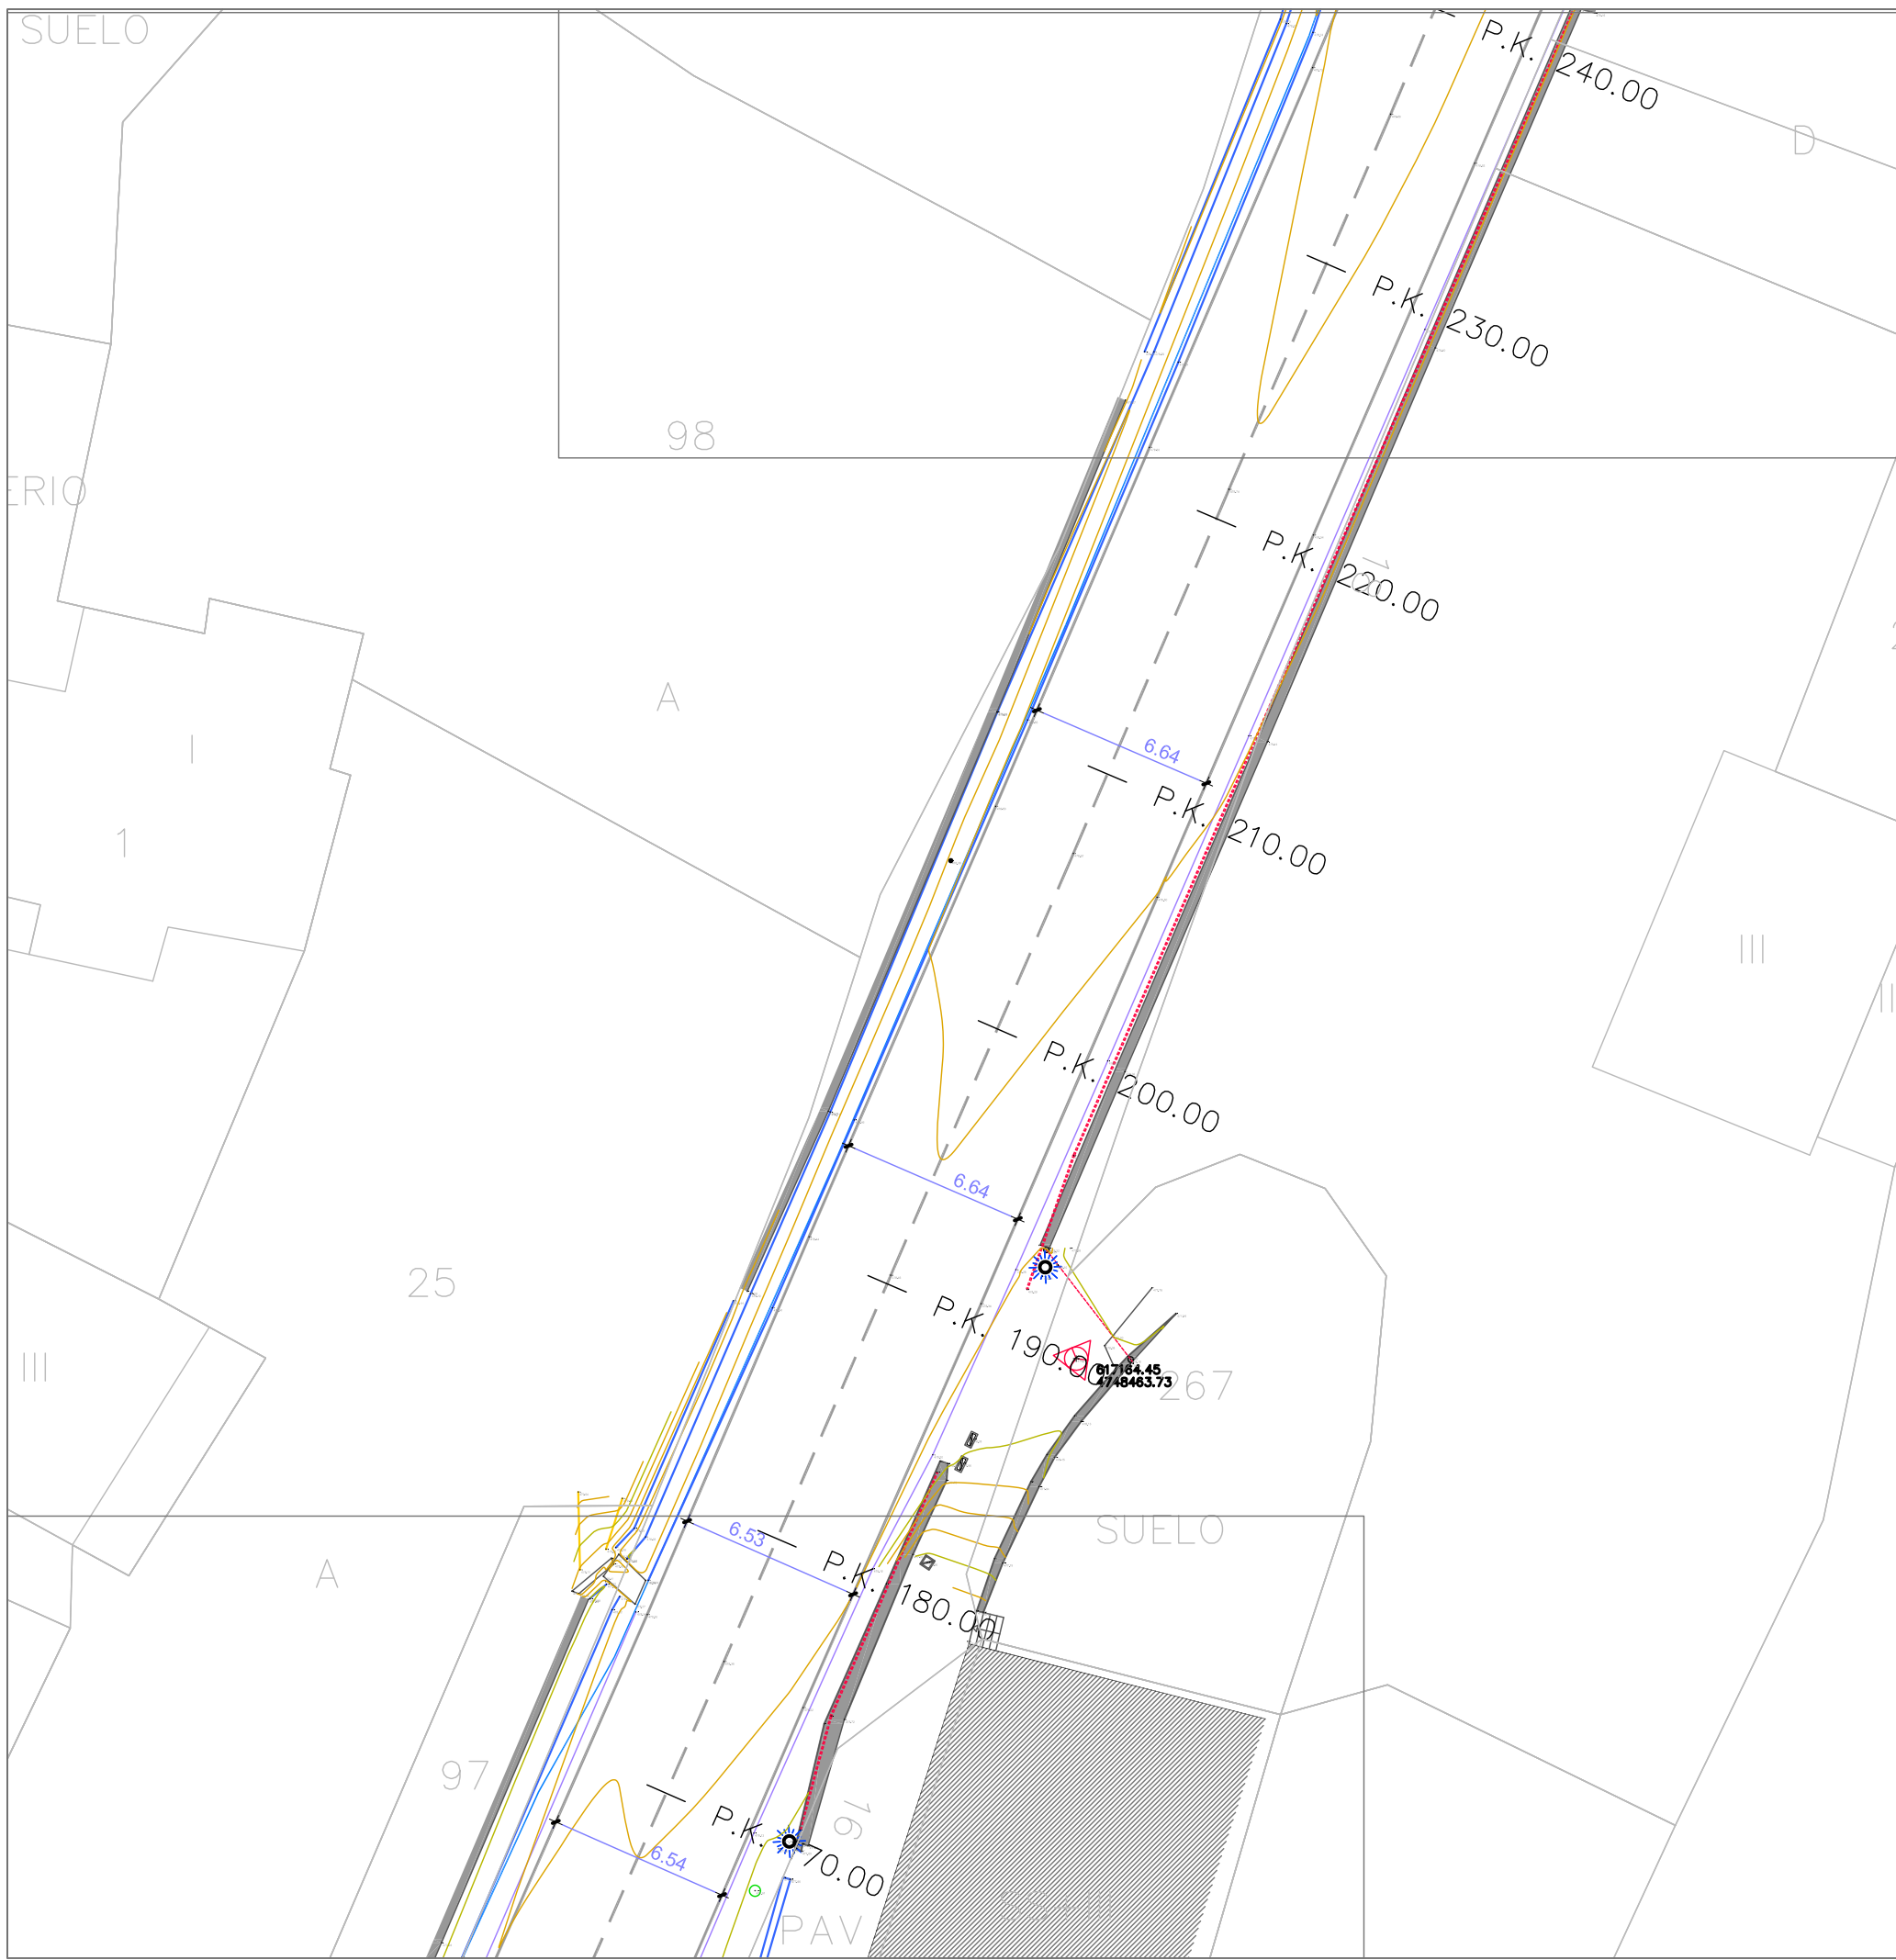 SUELO
P.K. 240.00
D
P.K. 230.00
98
ERIO
P.K. 220.00
A
I
6.64
P.K. 210.00
1
III
P.K. 200.00
6.64
25
P.K. 190.00
III
617164.45
4748463.73
267
SUELO
6.53
A
P.K. 180.00
97
P.K. 170.00
6.54
PAV